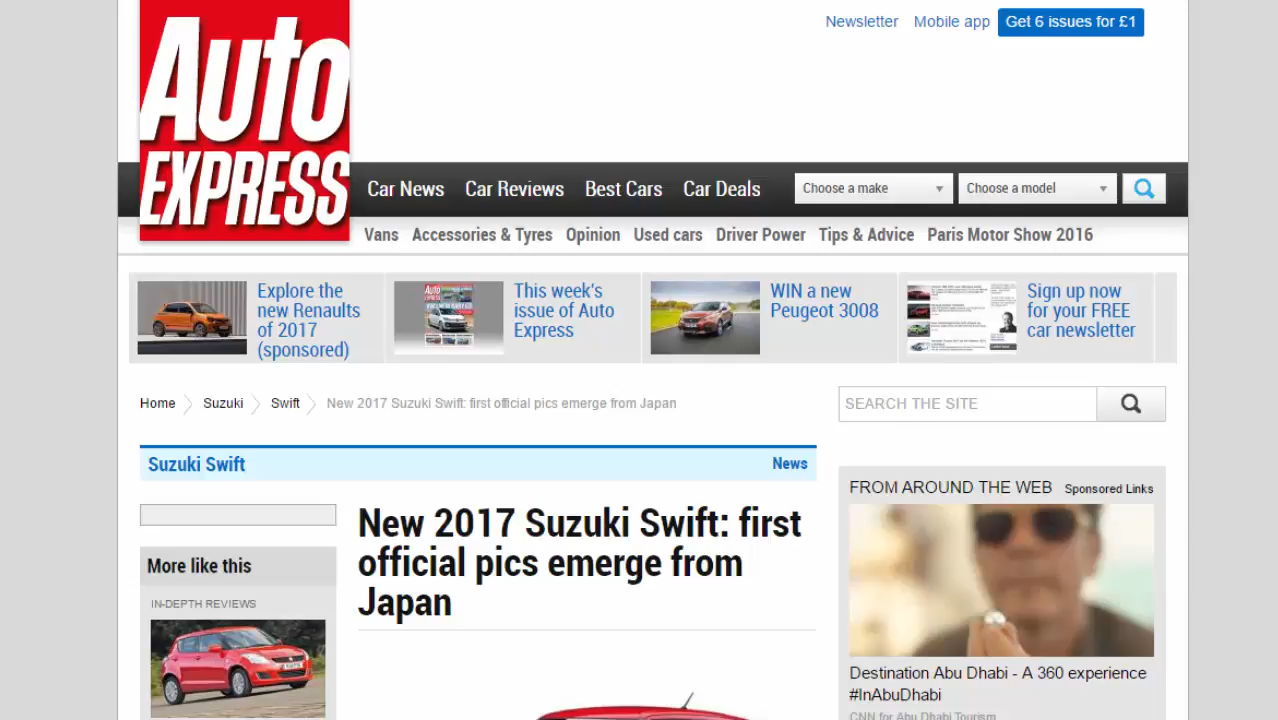 Newsletter Mobile app Get 6 issues for £1
Auto
EXPRESS
Car News Car Reviews Best Cars Car Deals Choose a make Choose a model
Vans Accessories & Tyres Opinion Used cars Driver Power Tips & Advice Paris Motor Show 2016
Explore the
new Renaults
of 2017
(sponsored)
This week's
issue of Auto
Express
WIN a new
Peugeot 3008
Sign up now
for your FREE
car newsletter
Home Suzuki Swift New 2017 Suzuki Swift: first official pics emerge from Japan
SEARCH THE SITE
Suzuki Swift News
New 2017 Suzuki Swift: first
official pics emerge from
Japan
More like this
IN-DEPTH REVIEWS
FROM AROUND THE WEB Sponsored Links
Destination Abu Dhabi - A 360 experience
#InAbuDhabi
CNN for Abu Dhabi Tourism